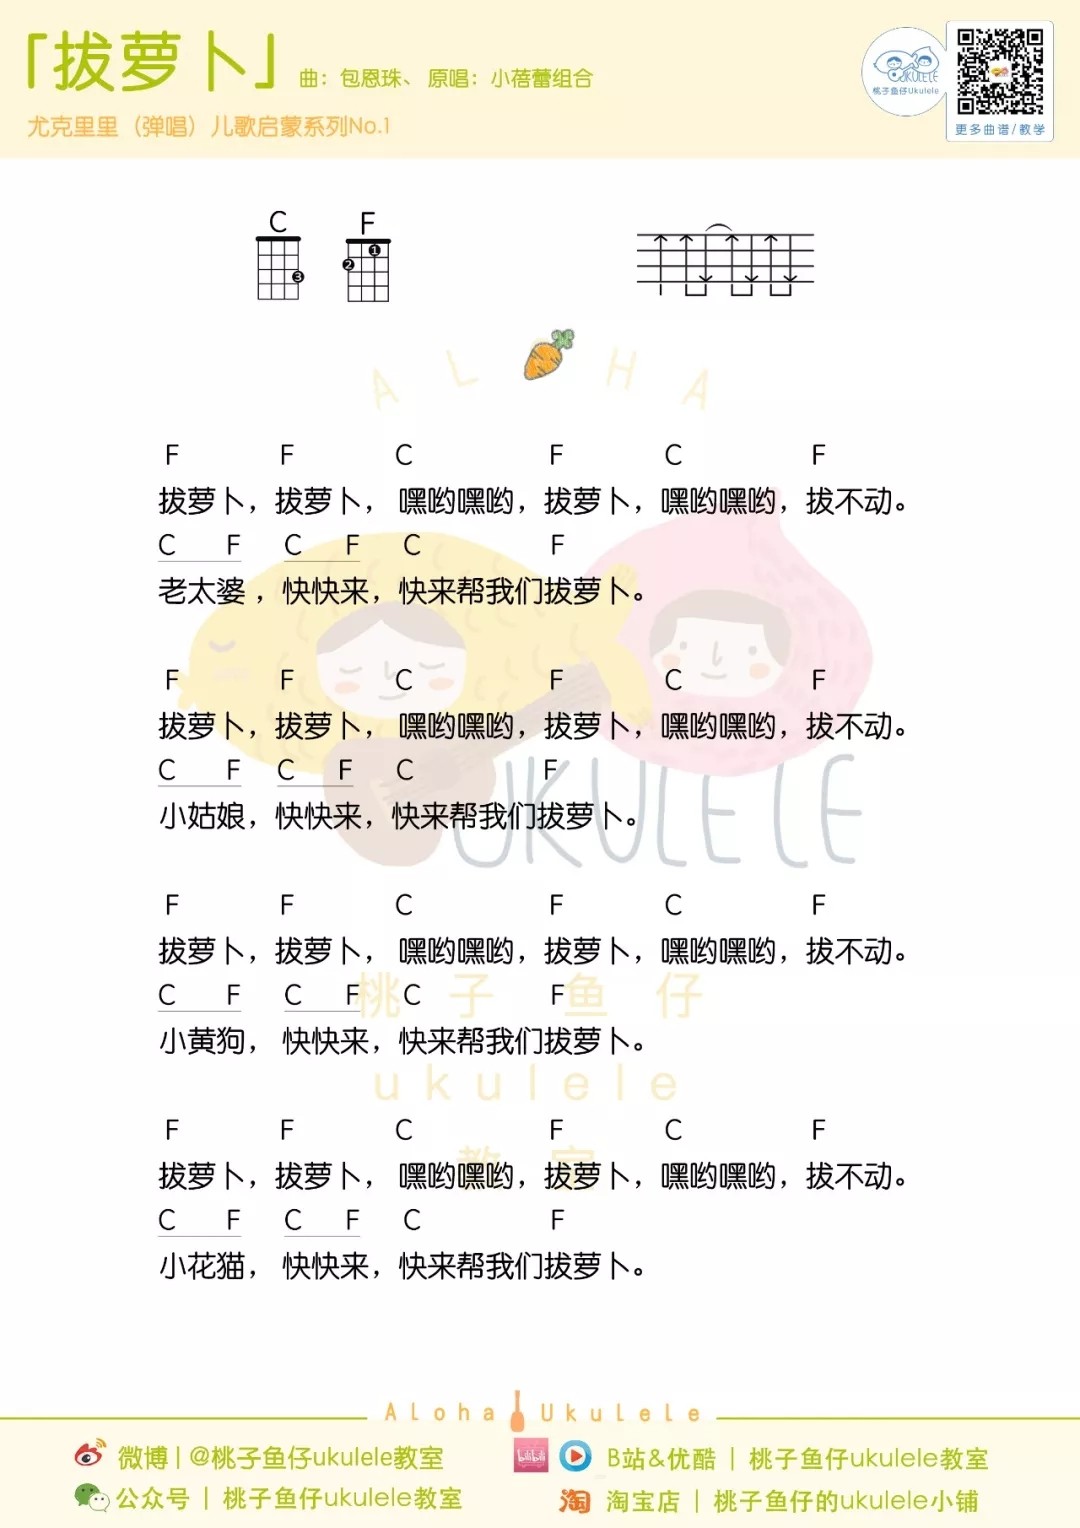 「拔萝卜」 曲：包恩珠、原唱：小蓓蕾组合
尤克里里（弹唱）儿歌启蒙系列No.1
UKULELE
桃子鱼仔Ukulele
更多曲谱/教学
C F
3 1 2
ALOHA
F F C F C F
拔萝卜，拔萝卜， 嘿哟嘿哟，拔萝卜，嘿哟嘿哟，拔不动。
C F C F C F
老太婆 ，快快来，快来帮我们拔萝卜。
F F C F C F
拔萝卜，拔萝卜， 嘿哟嘿哟，拔萝卜，嘿哟嘿哟，拔不动。
C F C F C F
小姑娘，快快来，快来帮我们拔萝卜。
UKULELE
F F C F C F
拔萝卜，拔萝卜， 嘿哟嘿哟，拔萝卜，嘿哟嘿哟，拔不动。
桃子鱼仔
C F C F C F
小黄狗， 快快来，快来帮我们拔萝卜。
ukulele
F F C F C F
教室
拔萝卜，拔萝卜， 嘿哟嘿哟，拔萝卜，嘿哟嘿哟，拔不动。
C F C F C F
小花猫， 快快来，快来帮我们拔萝卜。
Aloha Ukulele
微博 | @桃子鱼仔ukulele教室
bilibili B站&优酷 | 桃子鱼仔ukulele教室
公众号 | 桃子鱼仔ukulele教室
淘 淘宝店 | 桃子鱼仔的ukulele小铺